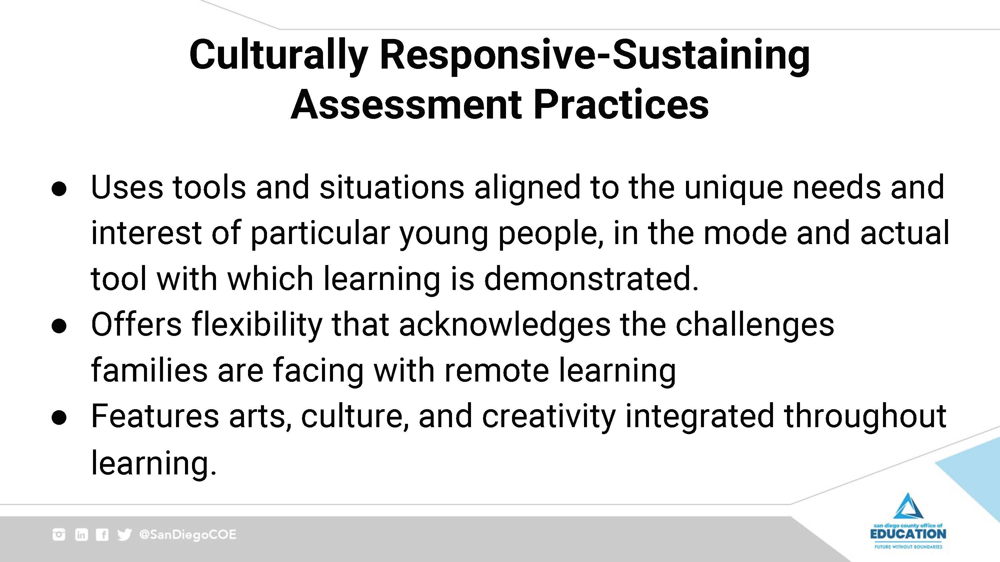 Culturally Responsive-Sustaining
Assessment Practices
● Uses tools and situations aligned to the unique needs and
interest of particular young people, in the mode and actual
tool with which learning is demonstrated.
● Offers flexibility that acknowledges the challenges
families are facing with remote learning
● Features arts, culture, and creativity integrated throughout
learning.
@SanDiegoCOE
san diego county office of
EDUCATION
FUTURE WITHOUT BOUNDARIES